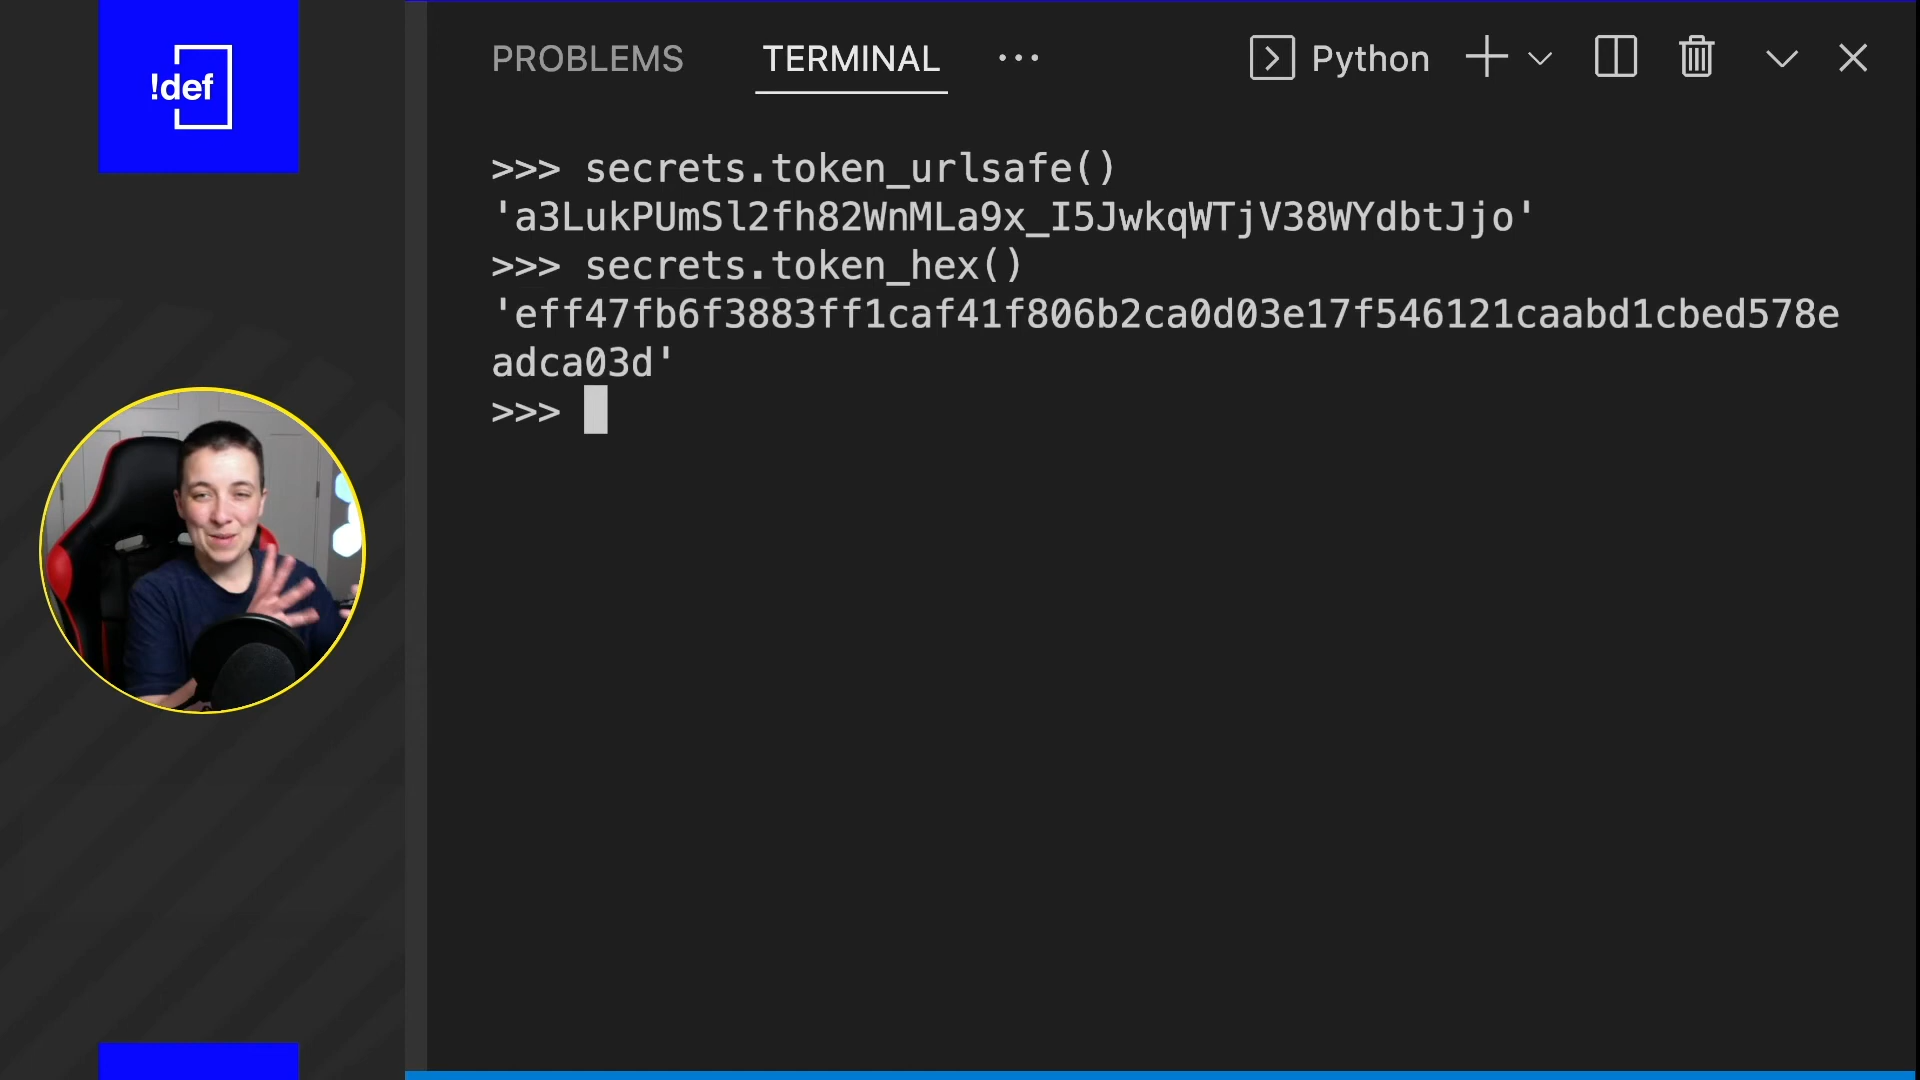 !def
PROBLEMS TERMINAL ... Python
>>> secrets.token_urlsafe()
'a3LukPUmSl2fh82WnMLa9x_I5JwkqWTjV38WYdbtJjo'
>>> secrets.token_hex()
'eff47fb6f3883ff1caf41f806b2ca0d03e17f546121caabd1cbed578e
adca03d'
>>>